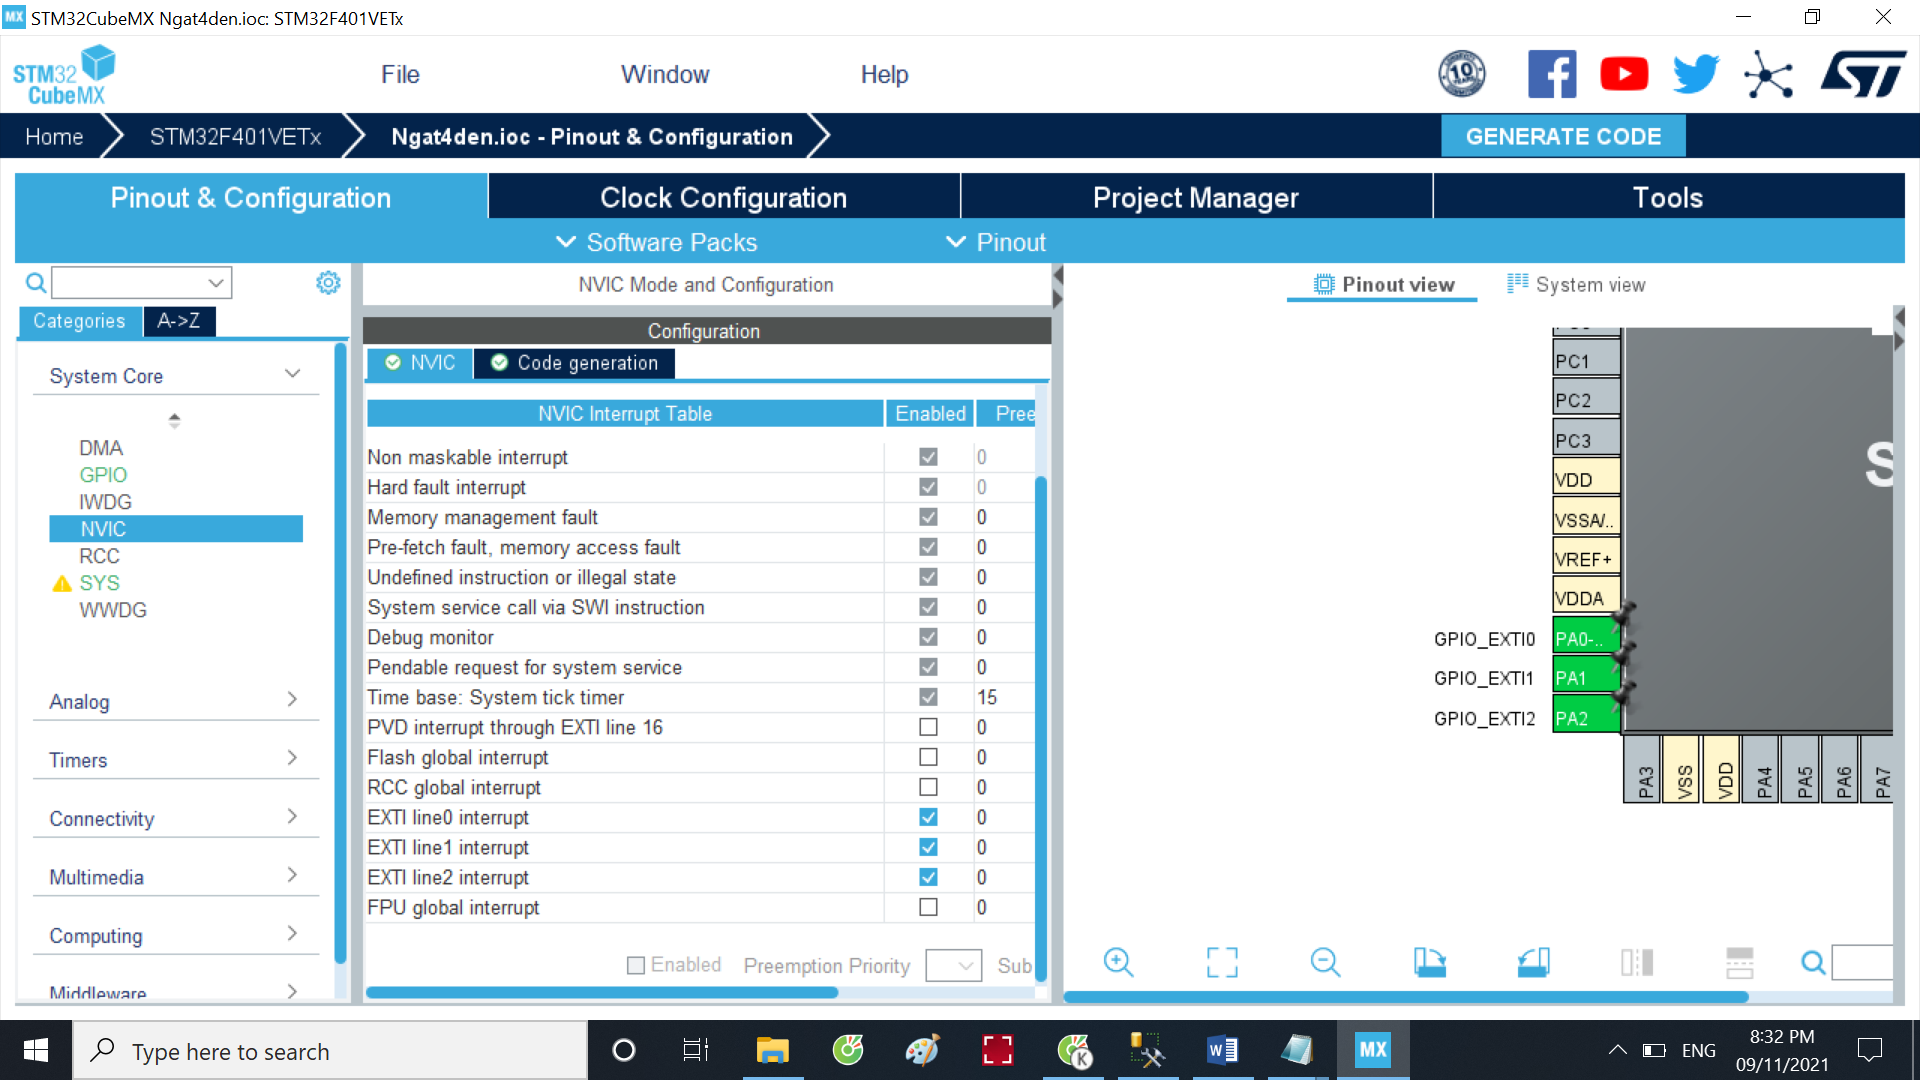 MX STM32CubeMX Ngat4den.ioc: STM32F401VETx
STM32
CubeMX
File Window Help
10
ST
Home STM32F401VETx Ngat4den.ioc - Pinout & Configuration GENERATE CODE
Pinout & Configuration Clock Configuration Project Manager Tools
Software Packs Pinout
NVIC Mode and Configuration
Pinout view System view
Categories A->Z
Configuration
NVIC Code generation
System Core
DMA
GPIO
IWDG
NVIC
RCC
SYS
WWDG
Analog
Timers
Connectivity
Multimedia
Computing
Middleware
NVIC Interrupt Table Enabled Pree
Non maskable interrupt 0
Hard fault interrupt 0
Memory management fault 0
Pre-fetch fault, memory access fault 0
Undefined instruction or illegal state 0
System service call via SWI instruction 0
Debug monitor 0
Pendable request for system service 0
Time base: System tick timer 15
PVD interrupt through EXTI line 16 0
Flash global interrupt 0
RCC global interrupt 0
EXTI line0 interrupt 0
EXTI line1 interrupt 0
EXTI line2 interrupt 0
FPU global interrupt 0
Enabled Preemption Priority Sub
PC1
PC2
PC3
VDD
VSSA/..
VREF+
VDDA
GPIO_EXTI0 PA0-..
GPIO_EXTI1 PA1
GPIO_EXTI2 PA2
S
PA3 VSS VDD PA4 PA5 PA6 PA7
Type here to search
K
W
MX
ENG
8:32 PM
09/11/2021